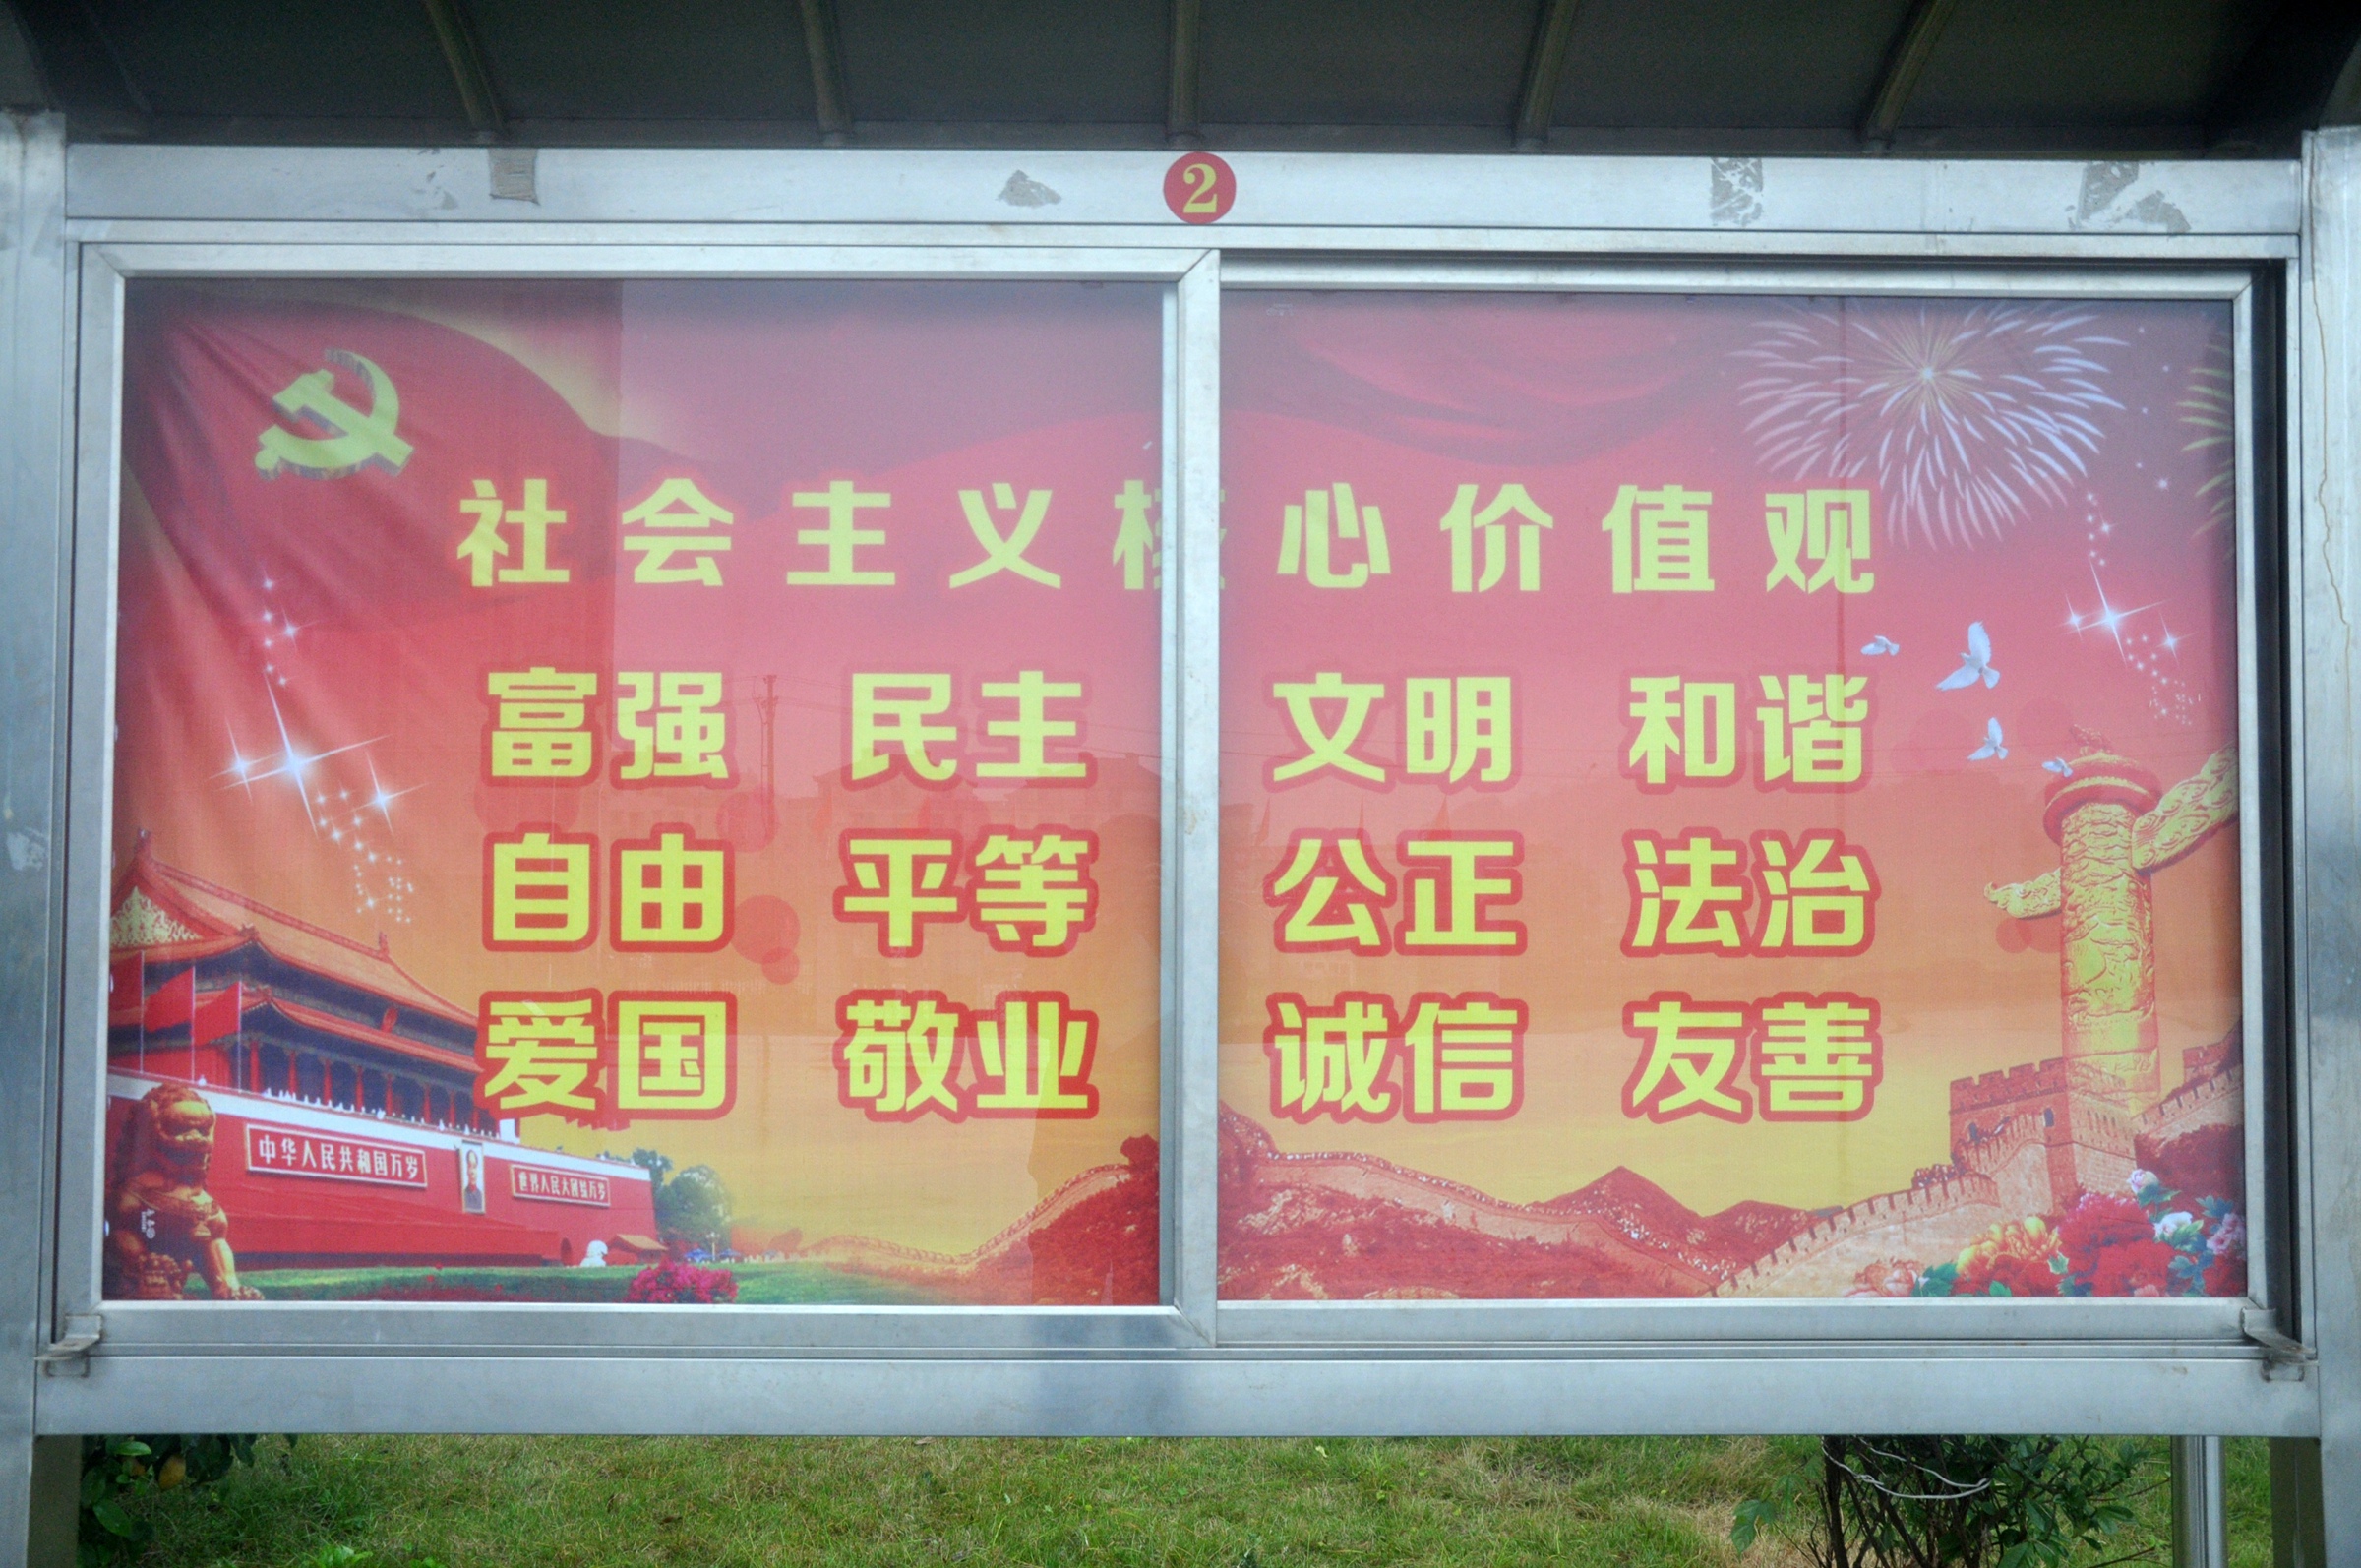 2
社会主义核心价值观
富强 民主 文明 和谐
自由 平等 公正 法治
爱国 敬业 诚信 友善
中华人民共和国万岁
世界人民大团结万岁